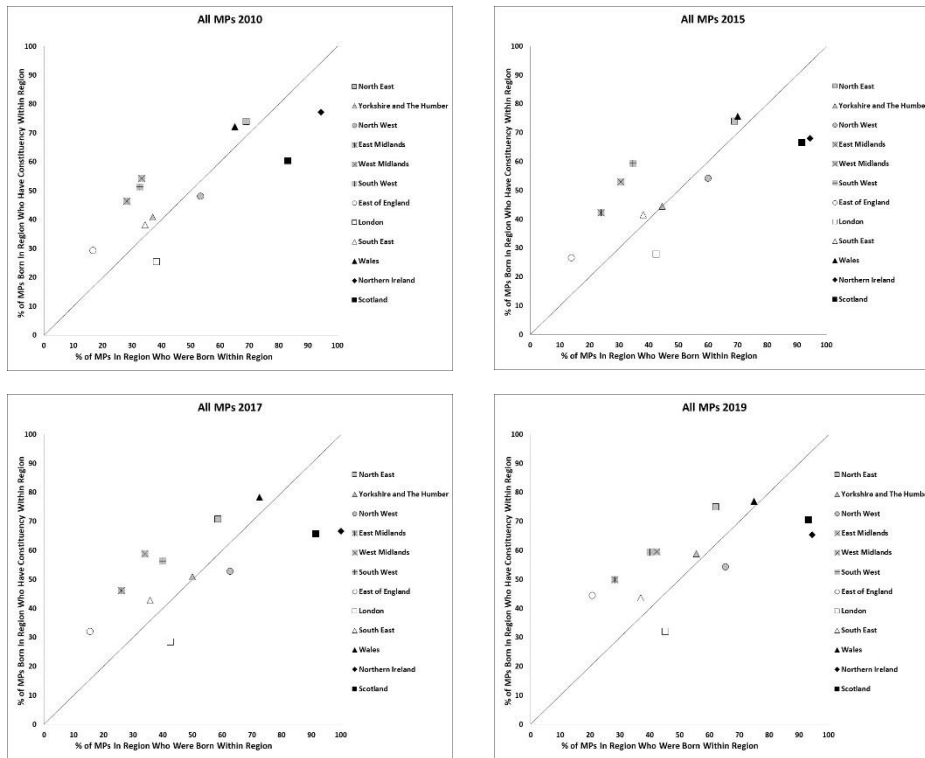 All MPs 2010
% of MPs Born In Region Who Have Constituency Within Region
100
90
80
70
60
50
40
30
20
10
0
0 10 20 30 40 50 60 70 80 90 100
% of MPs In Region Who Were Born Within Region
North East
Yorkshire and The Humber
North West
East Midlands
West Midlands
South West
East of England
London
South East
Wales
Northern Ireland
Scotland
All MPs 2015
% of MPs Born In Region Who Have Constituency Within Region
100
90
80
70
60
50
40
30
20
10
0
0 10 20 30 40 50 60 70 80 90 100
% of MPs In Region Who Were Born Within Region
North East
Yorkshire and The Humber
North West
East Midlands
West Midlands
South West
East of England
London
South East
Wales
Northern Ireland
Scotland
All MPs 2017
% of MPs Born In Region Who Have Constituency Within Region
100
90
80
70
60
50
40
30
20
10
0
0 10 20 30 40 50 60 70 80 90 100
% of MPs In Region Who Were Born Within Region
North East
Yorkshire and The Humber
North West
East Midlands
West Midlands
South West
East of England
London
South East
Wales
Northern Ireland
Scotland
All MPs 2019
% of MPs Born In Region Who Have Constituency Within Region
100
90
80
70
60
50
40
30
20
10
0
0 10 20 30 40 50 60 70 80 90 100
% of MPs In Region Who Were Born Within Region
North East
Yorkshire and The Humber
North West
East Midlands
West Midlands
South West
East of England
London
South East
Wales
Northern Ireland
Scotland